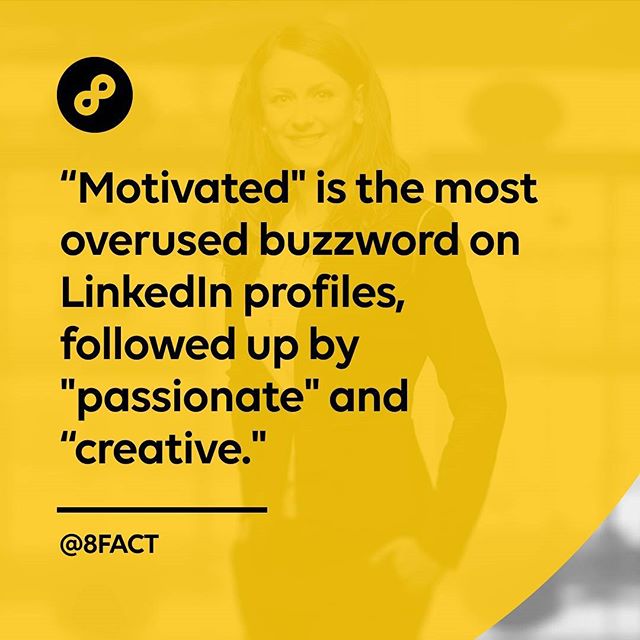 “Motivated" is the most
overused buzzword on
LinkedIn profiles,
followed up by
"passionate" and
“creative."
@8FACT